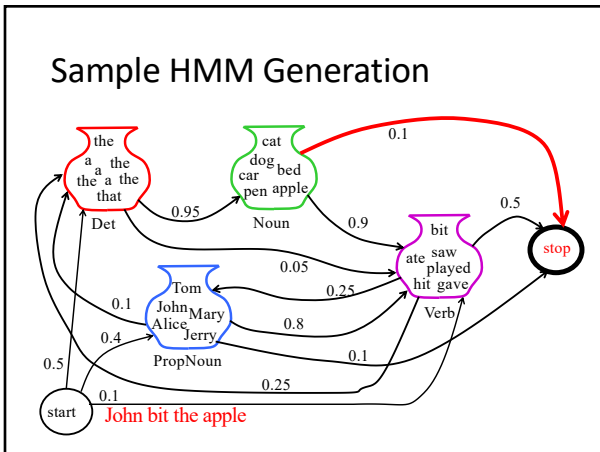 Sample HMM Generation
the
a the
a
the a the
that
Det
0.95
cat
dog
car bed
pen apple
Noun
0.1
0.9
0.5
bit
ate saw
played
hit gave
Verb
stop
0.05
0.25
Tom
John Mary
Alice
Jerry
PropNoun
0.1
0.8
0.1
0.4
0.5
0.25
0.1
start
John bit the apple